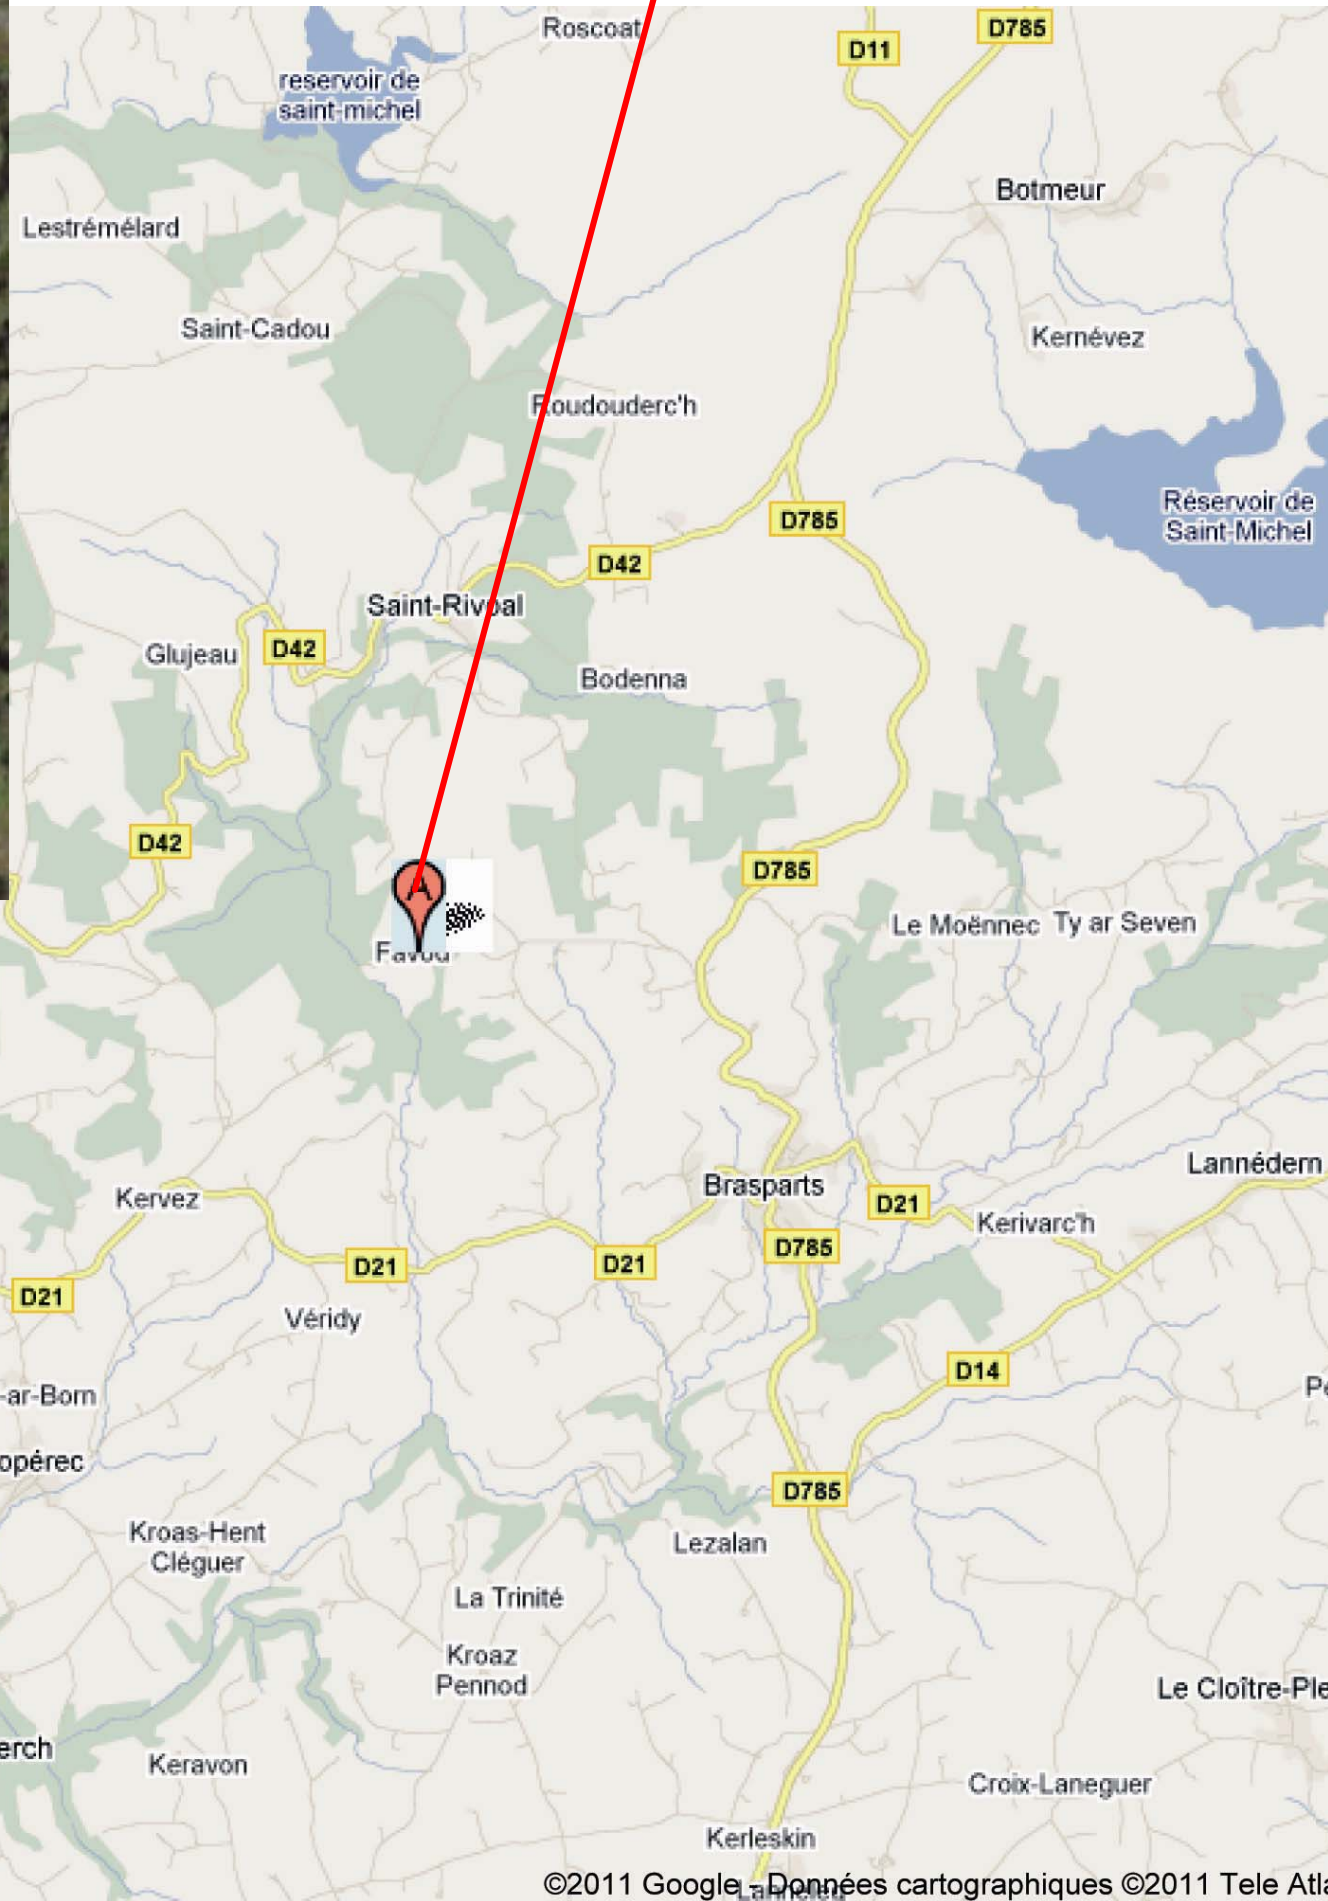 Roscoat
D11
D785
reservoir de
saint-michel
Botmeur
Lestrémélard
Saint-Cadou
Kernévez
Roudouderc'h
Réservoir de
Saint-Michel
D785
D42
Saint-Rivoal
Glujeau
D42
Bodenna
D42
D785
A
Le Moënnec
Ty ar Seven
Favou
Lannédern
Kervez
Brasparts
D21
Kerivarc'h
D785
D21
D21
D21
Véridy
D14
-ar-Born
Pe
opérec
D785
Kroas-Hent
Cléguer
Lezalan
La Trinité
Kroaz
Pennod
Le Cloître-Ple
erch
Keravon
Croix-Laneguer
Kerleskin
©2011 Google - Données cartographiques ©2011 Tele Atla